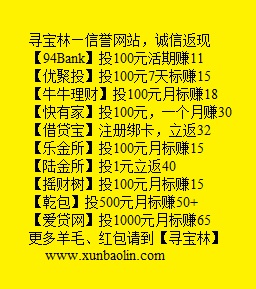 寻宝林－信誉网站，诚信返现
【94Bank】投100元活期赚11
【优聚投】投100元7天标赚15
【牛牛理财】投100元月标赚18
【快有家】投100元，一个月赚30
【借贷宝】注册绑卡，立返32
【乐金所】投100元月标赚15
【陆金所】投1元立返40
【摇财树】投100元月标赚15
【乾包】投500元月标赚50+
【爱贷网】投1000元月标赚65
更多羊毛、红包请到【寻宝林】
www.xunbaolin.com